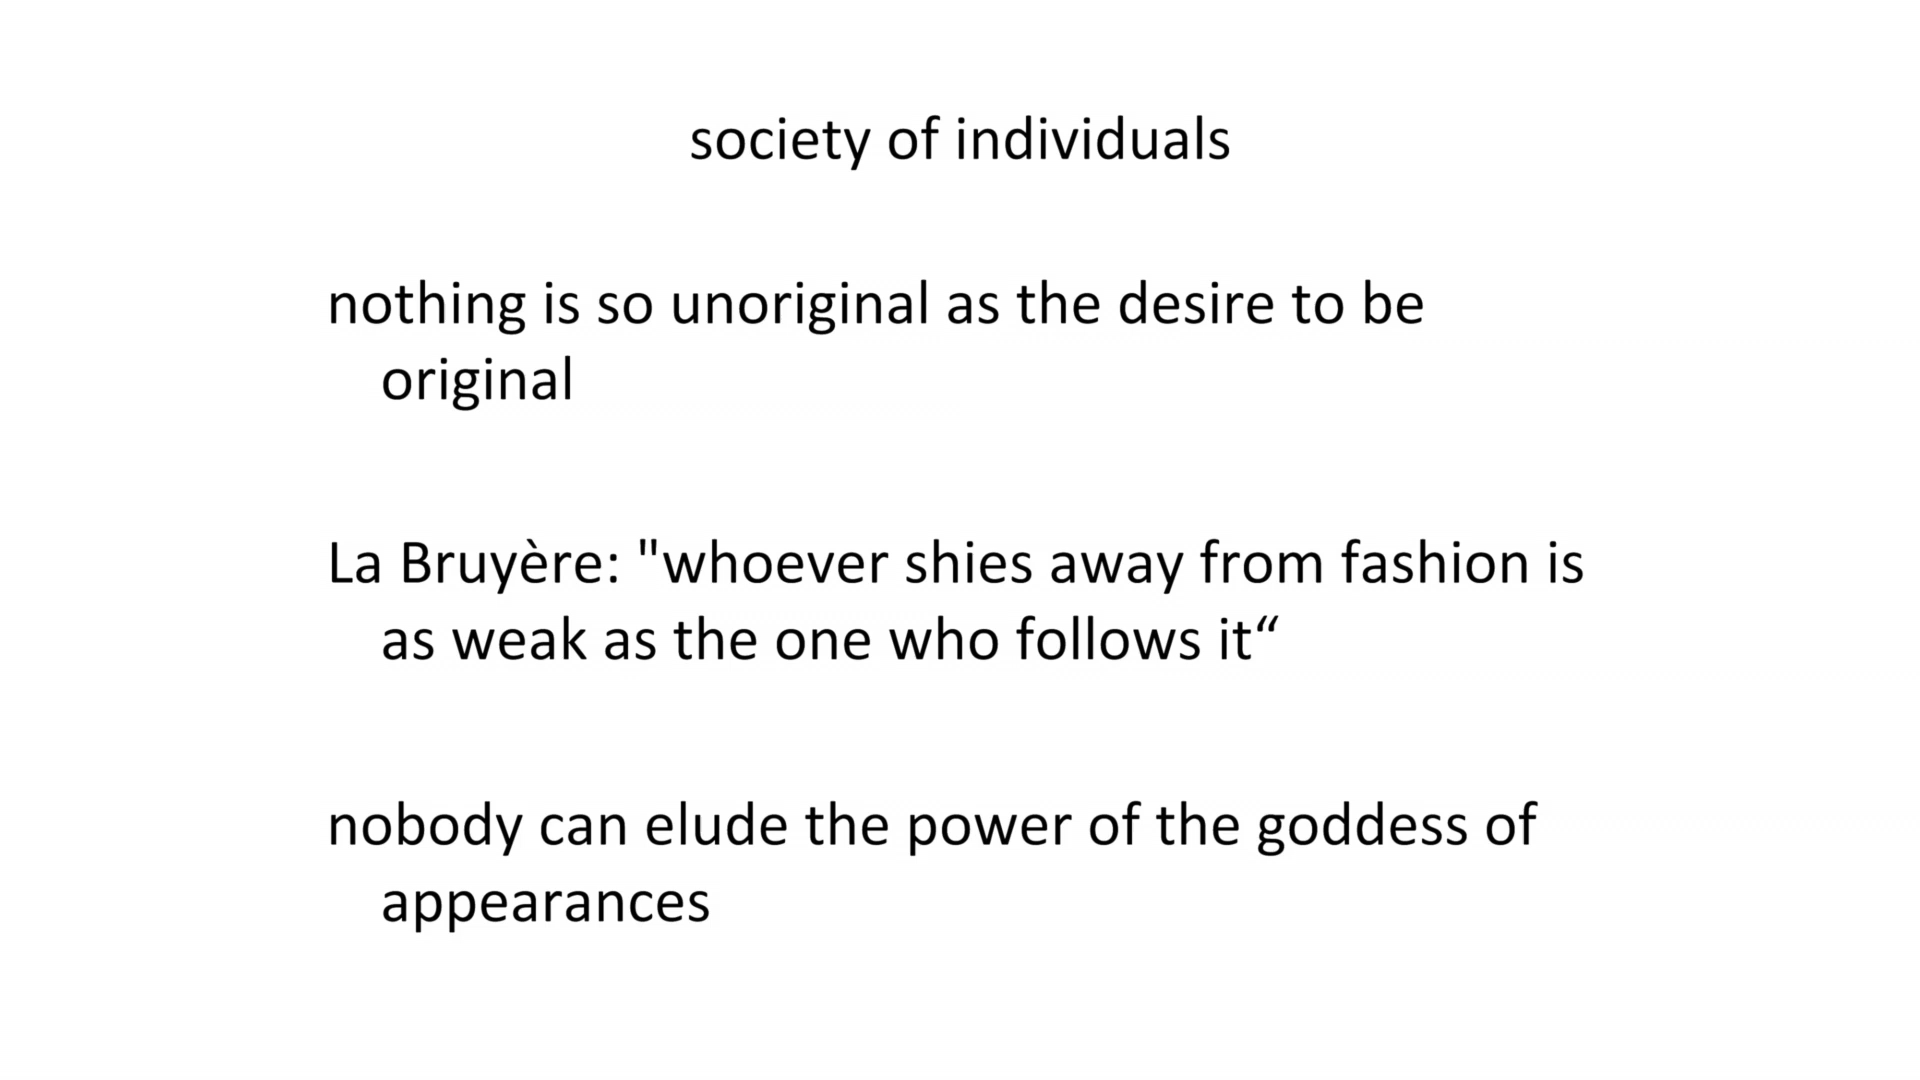 society of individuals
nothing is so unoriginal as the desire to be
original
La Bruyère: "whoever shies away from fashion is
as weak as the one who follows it“
nobody can elude the power of the goddess of
appearances